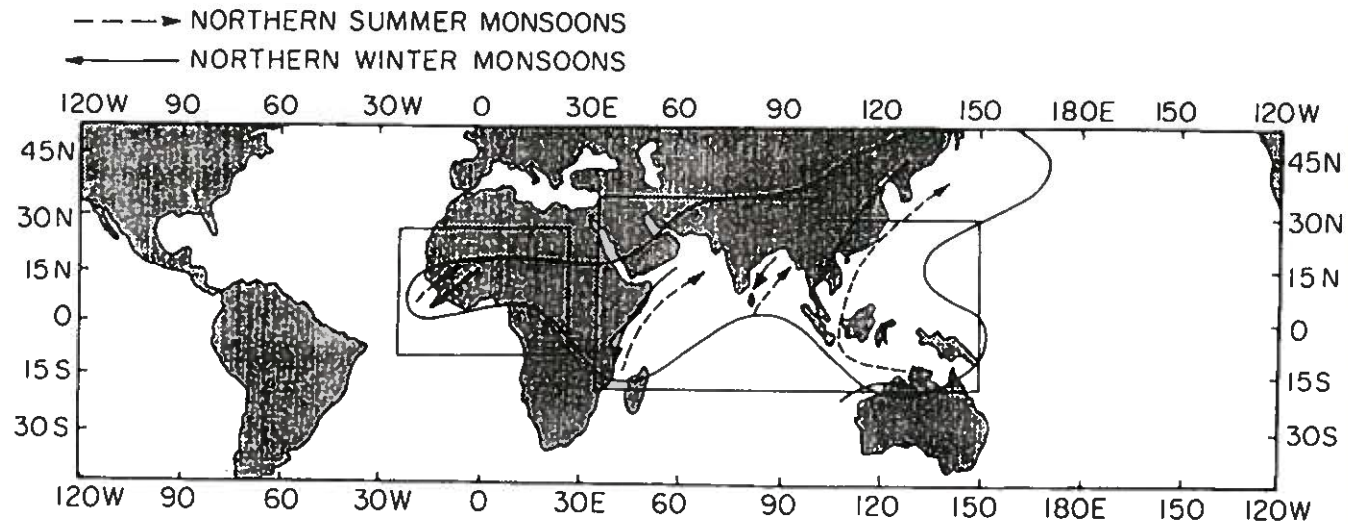 NORTHERN SUMMER MONSOONS
NORTHERN WINTER MONSOONS
120W 90 60 30W 0 30E 60 90 120 150 180E 150 120W
45N 45N
30N 30N
15N 15N
0 0
15S 15S
30S 30S
120W 90 60 30W 0 30E 60 90 120 150 180E 150 120W